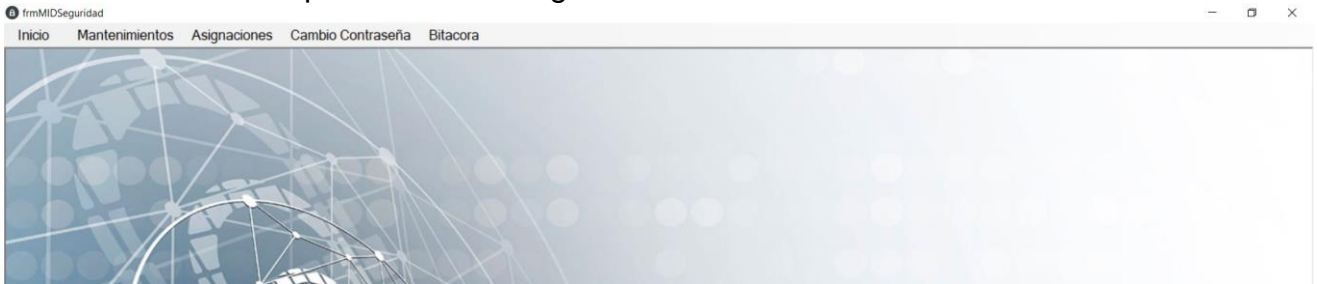 frmMIDSeguridad
Inicio Mantenimientos Asignaciones Cambio Contraseña Bitacora